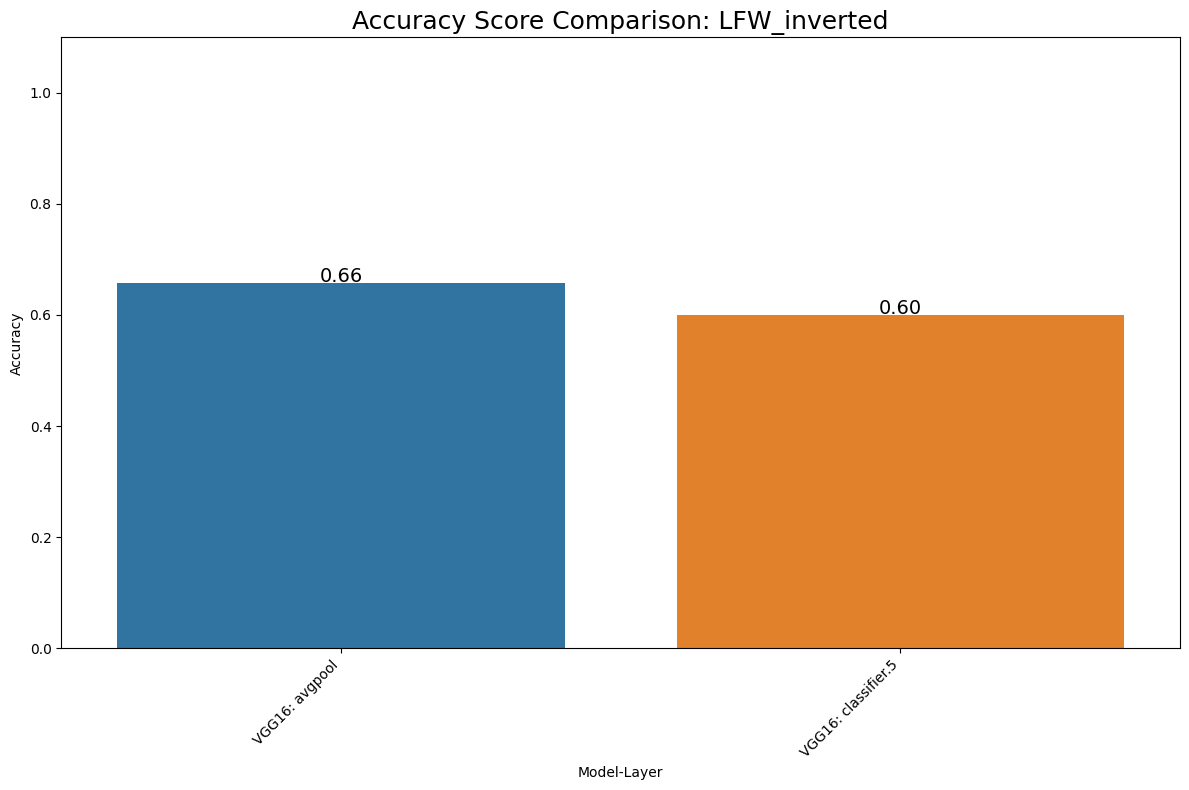 Accuracy Score Comparison: LFW_inverted
1.0
0.8
0.6
0.4
0.2
0.0
Accuracy
0.66
0.60
VGG16: avgpool
VGG16: classifier.5
Model-Layer